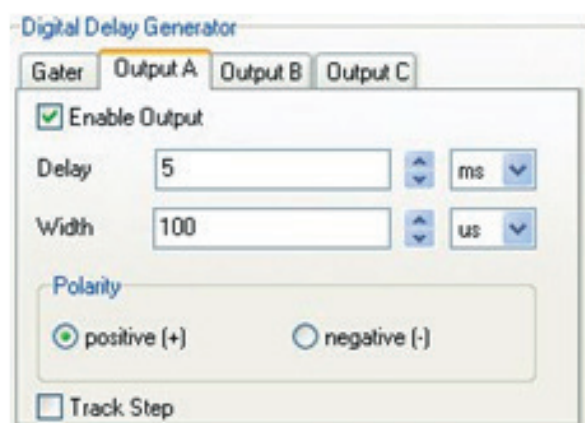 Digital Delay Generator
Gater Output A Output B Output C
Enable Output
Delay 5 ms
Width 100 us
Polarity
positive (+) negative (-)
Track Step